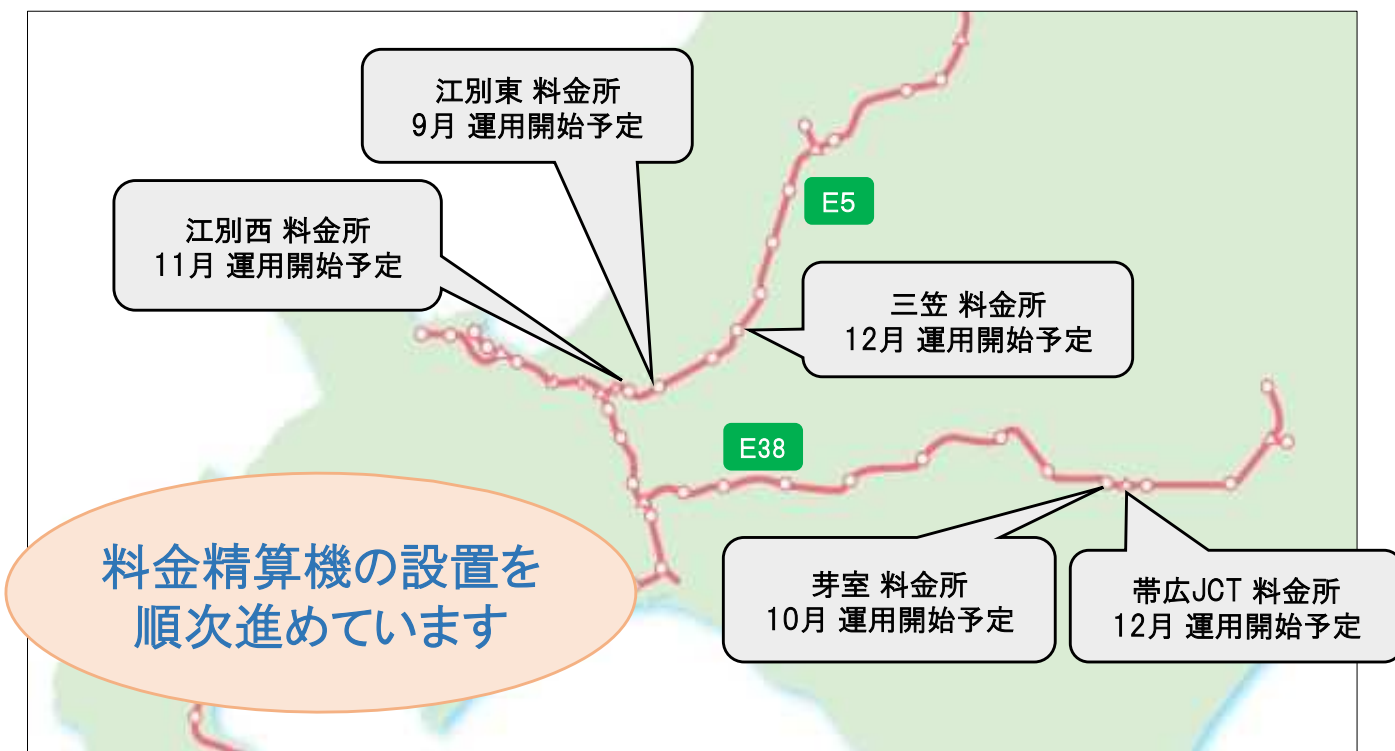 江別東 料金所
9月 運用開始予定
江別西 料金所
11月 運用開始予定
E5
三笠 料金所
12月 運用開始予定
E38
料金精算機の設置を
順次進めています
芽室 料金所
10月 運用開始予定
帯広JCT 料金所
12月 運用開始予定